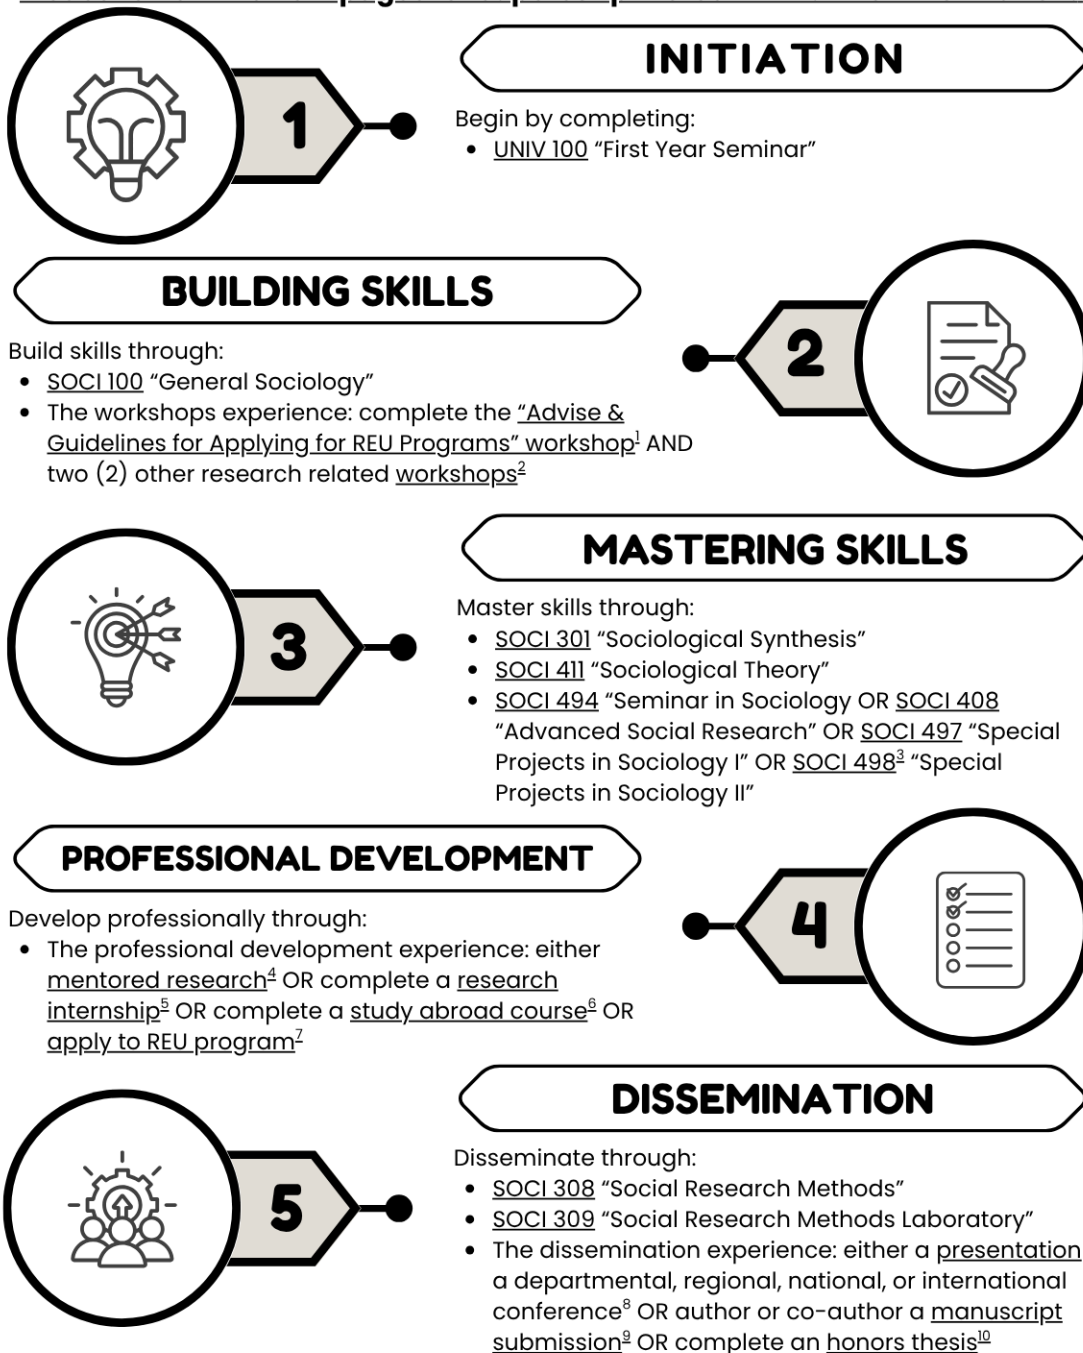 INITIATION
1
Begin by completing:
• UNIV 100 “First Year Seminar”
BUILDING SKILLS
2
Build skills through:
• SOCI 100 “General Sociology”
• The workshops experience: complete the “Advise &
Guidelines for Applying for REU Programs” workshop¹ AND
two (2) other research related workshops²
MASTERING SKILLS
3
Master skills through:
• SOCI 301 “Sociological Synthesis”
• SOCI 411 “Sociological Theory”
• SOCI 494 “Seminar in Sociology OR SOCI 408
“Advanced Social Research” OR SOCI 497 “Special
Projects in Sociology I” OR SOCI 498³ “Special
Projects in Sociology II”
PROFESSIONAL DEVELOPMENT
4
Develop professionally through:
• The professional development experience: either
mentored research⁴ OR complete a research
internship⁵ OR complete a study abroad course⁶ OR
apply to REU program⁷
DISSEMINATION
5
Disseminate through:
• SOCI 308 “Social Research Methods”
• SOCI 309 “Social Research Methods Laboratory”
• The dissemination experience: either a presentation
a departmental, regional, national, or international
conference⁸ OR author or co-author a manuscript
submission⁹ OR complete an honors thesis¹⁰